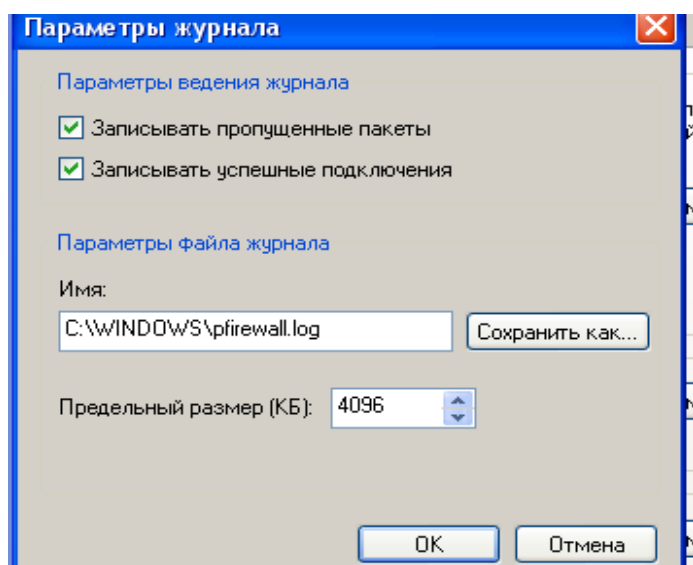 Параметры журнала
Параметры ведения журнала
Записывать пропущенные пакеты
Записывать успешные подключения
Параметры файла журнала
Имя:
C:\WINDOWS\pfirewall.log
Сохранить как...
Предельный размер (КБ):
4096
OK
Отмена